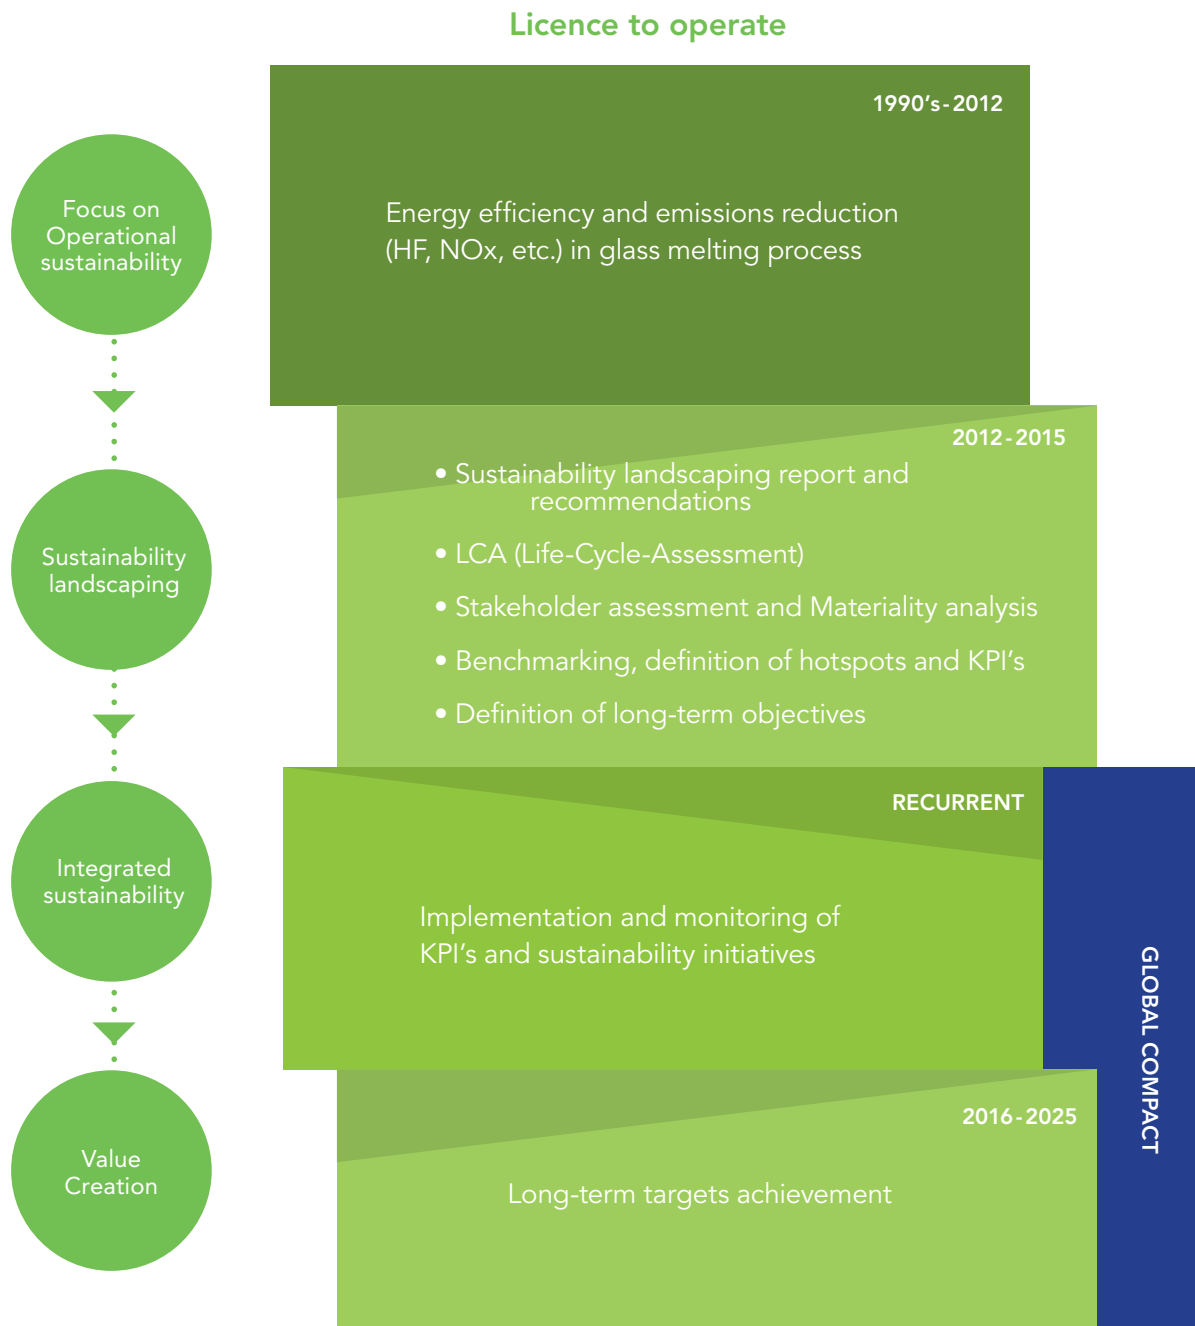 Licence to operate
1990's-2012
Focus on
Operational
sustainability
Energy efficiency and emissions reduction
(HF, NOx, etc.) in glass melting process
2012-2015
• Sustainability landscaping report and
recommendations
• LCA (Life-Cycle-Assessment)
• Stakeholder assessment and Materiality analysis
• Benchmarking, definition of hotspots and KPI's
• Definition of long-term objectives
Sustainability
landscaping
RECURRENT
Integrated
sustainability
Implementation and monitoring of
KPI's and sustainability initiatives
GLOBAL COMPACT
2016-2025
Value
Creation
Long-term targets achievement